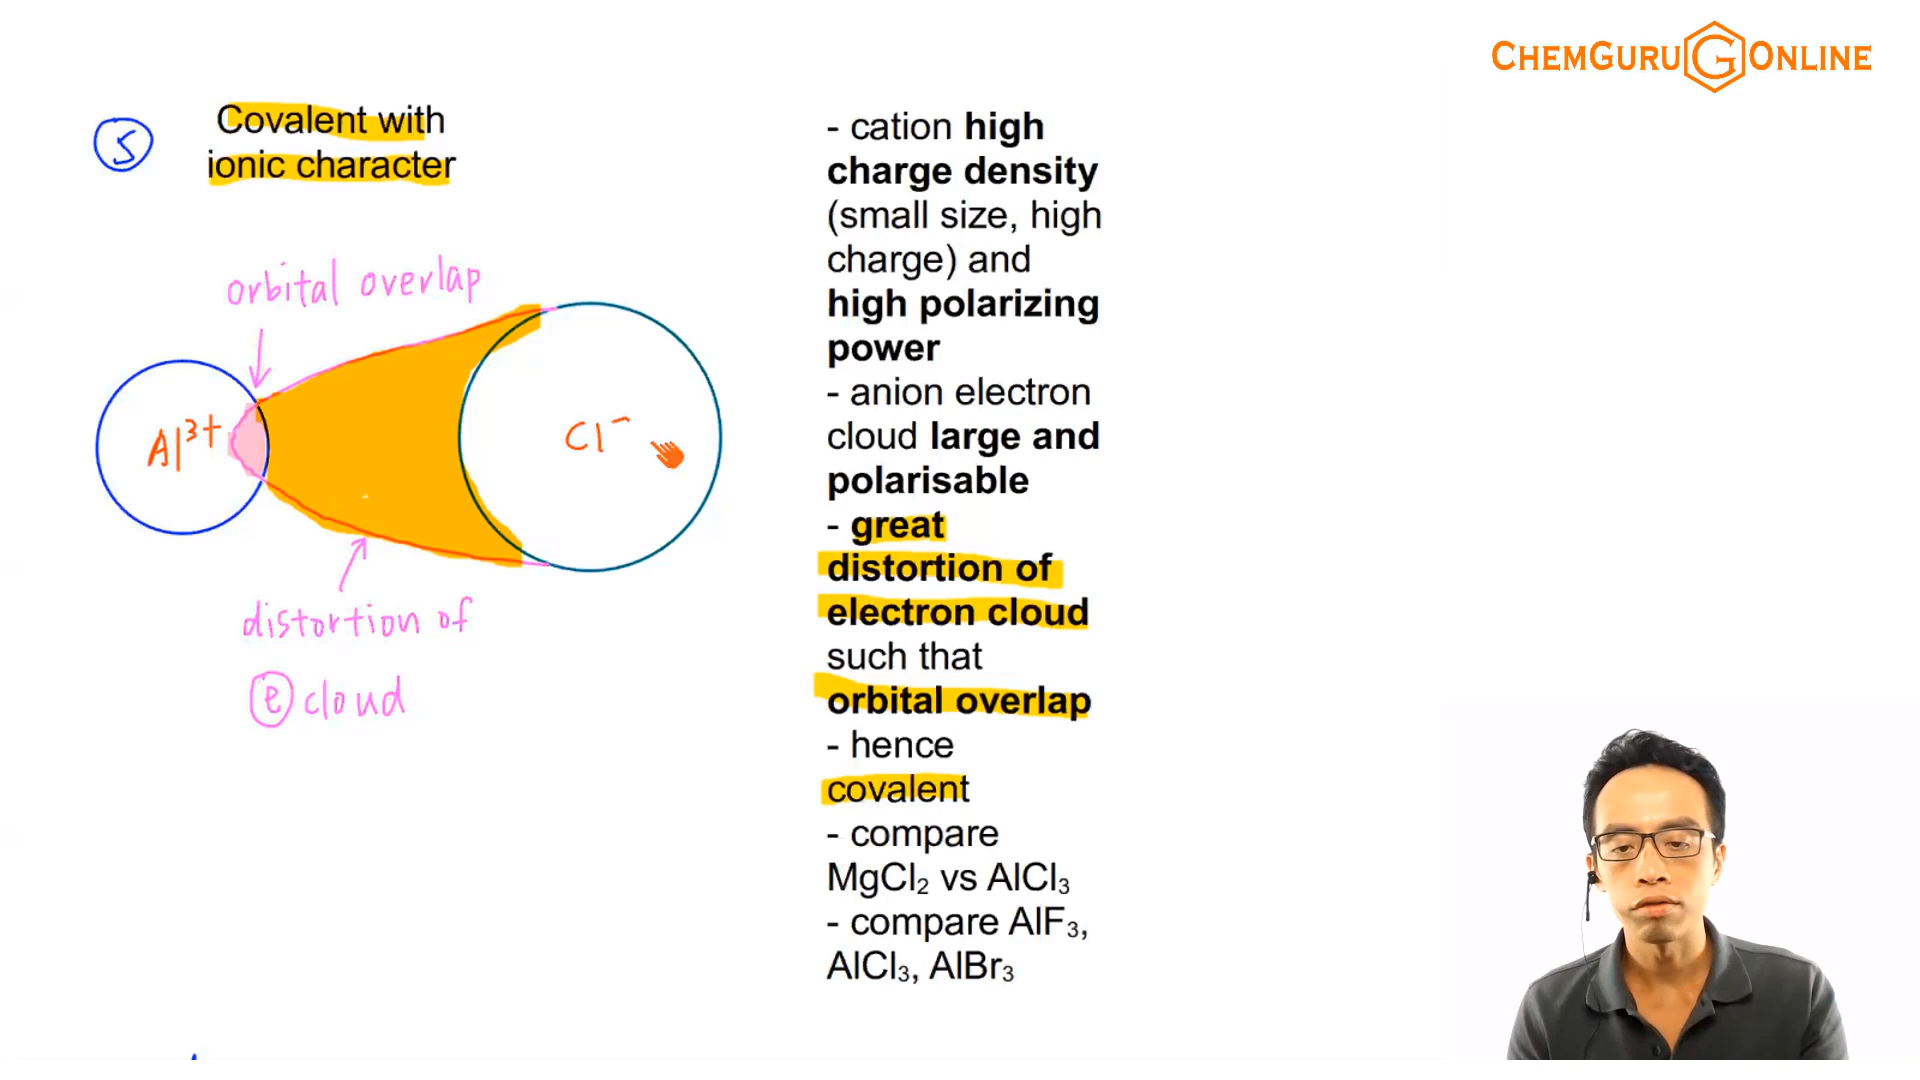 CHEMGURU G ONLINE
5
Covalent with
ionic character
orbital overlap
Al³⁺
Cl⁻
distortion of
e cloud
- cation high
charge density
(small size, high
charge) and
high polarizing
power
- anion electron
cloud large and
polarisable
- great
distortion of
electron cloud
such that
orbital overlap
- hence
covalent
- compare
MgCl₂ vs AlCl₃
- compare AlF₃,
AlCl₃, AlBr₃